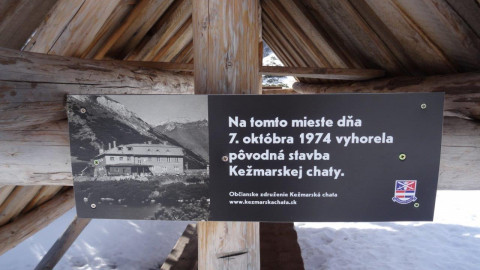 Na tomto mieste dňa
7. októbra 1974 vyhorela
pôvodná stavba
Kežmarskej chaty.
Občianske združenie Kežmarská chata
www.kezmarskachata.sk